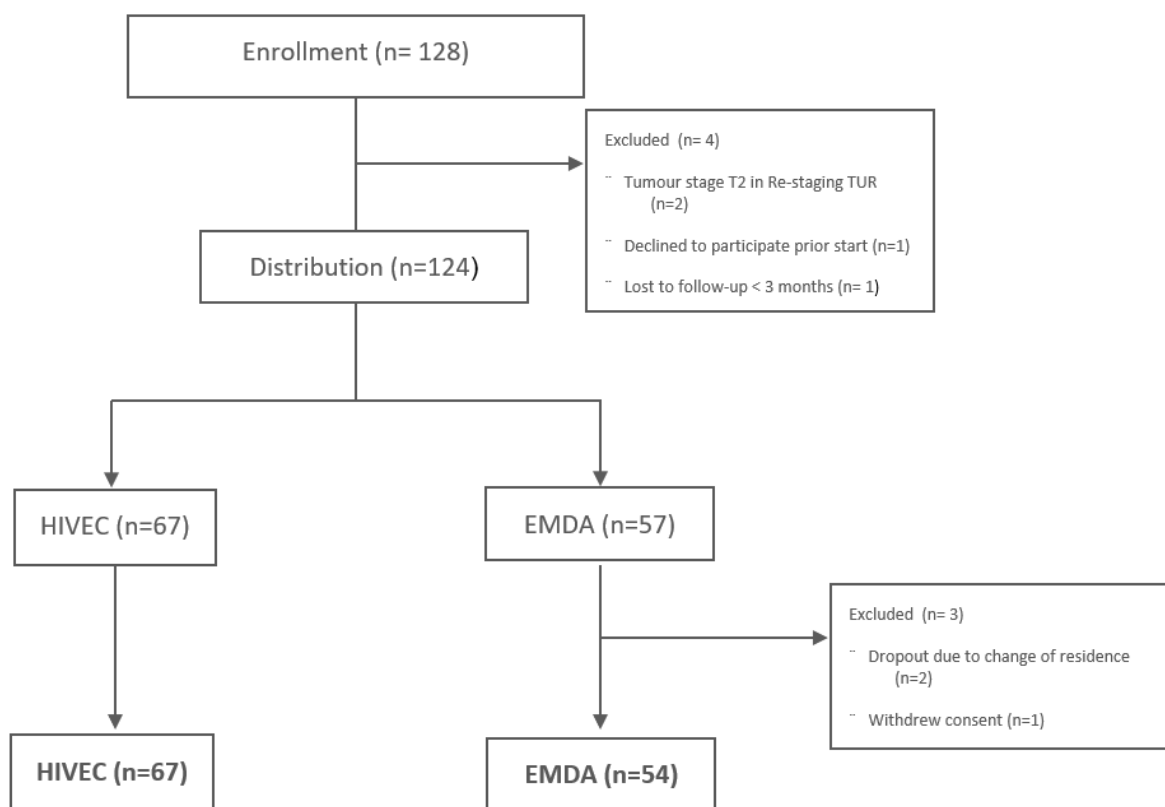 Enrollment (n= 128)
Excluded (n= 4)
¨ Tumour stage T2 in Re-staging TUR
(n=2)
¨ Declined to participate prior start (n=1)
¨ Lost to follow-up < 3 months (n= 1)
Distribution (n=124)
HIVEC (n=67)
EMDA (n=57)
Excluded (n= 3)
¨ Dropout due to change of residence
(n=2)
¨ Withdrew consent (n=1)
HIVEC (n=67)
EMDA (n=54)